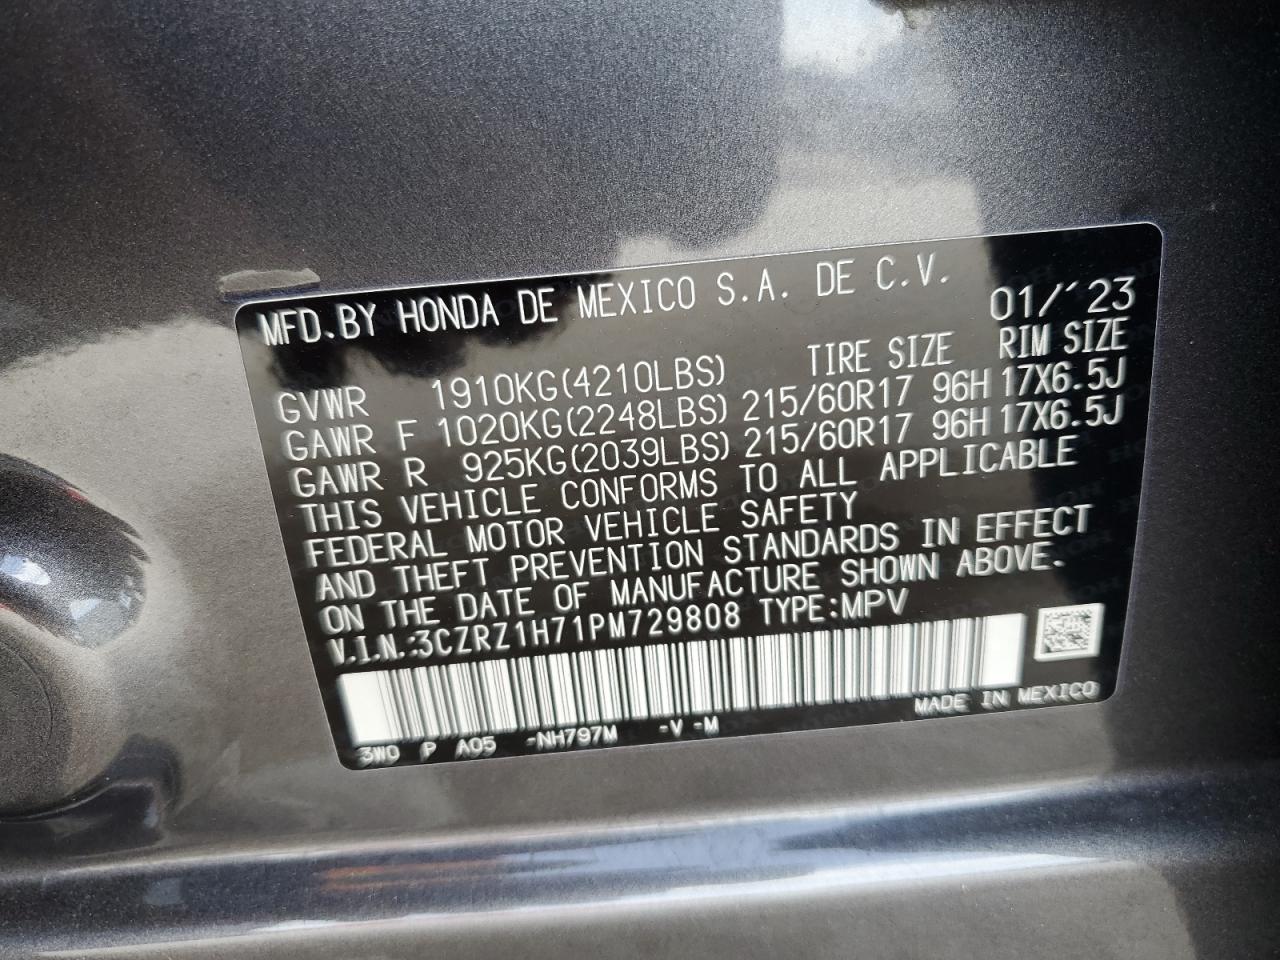 MFD.BY HONDA DE MEXICO S.A. DE C.V. 01/'23
TIRE SIZE RIM SIZE
GVWR 1910KG(4210LBS)
GAWR F 1020KG(2248LBS) 215/60R17 96H 17X6.5J
GAWR R 925KG(2039LBS) 215/60R17 96H 17X6.5J
THIS VEHICLE CONFORMS TO ALL APPLICABLE
FEDERAL MOTOR VEHICLE SAFETY
AND THEFT PREVENTION STANDARDS IN EFFECT
ON THE DATE OF MANUFACTURE SHOWN ABOVE.
V.I.N.:3CZRZ1H71PM729808 TYPE:MPV
MADE IN MEXICO
3W0 P A05 -NH797M -V -M